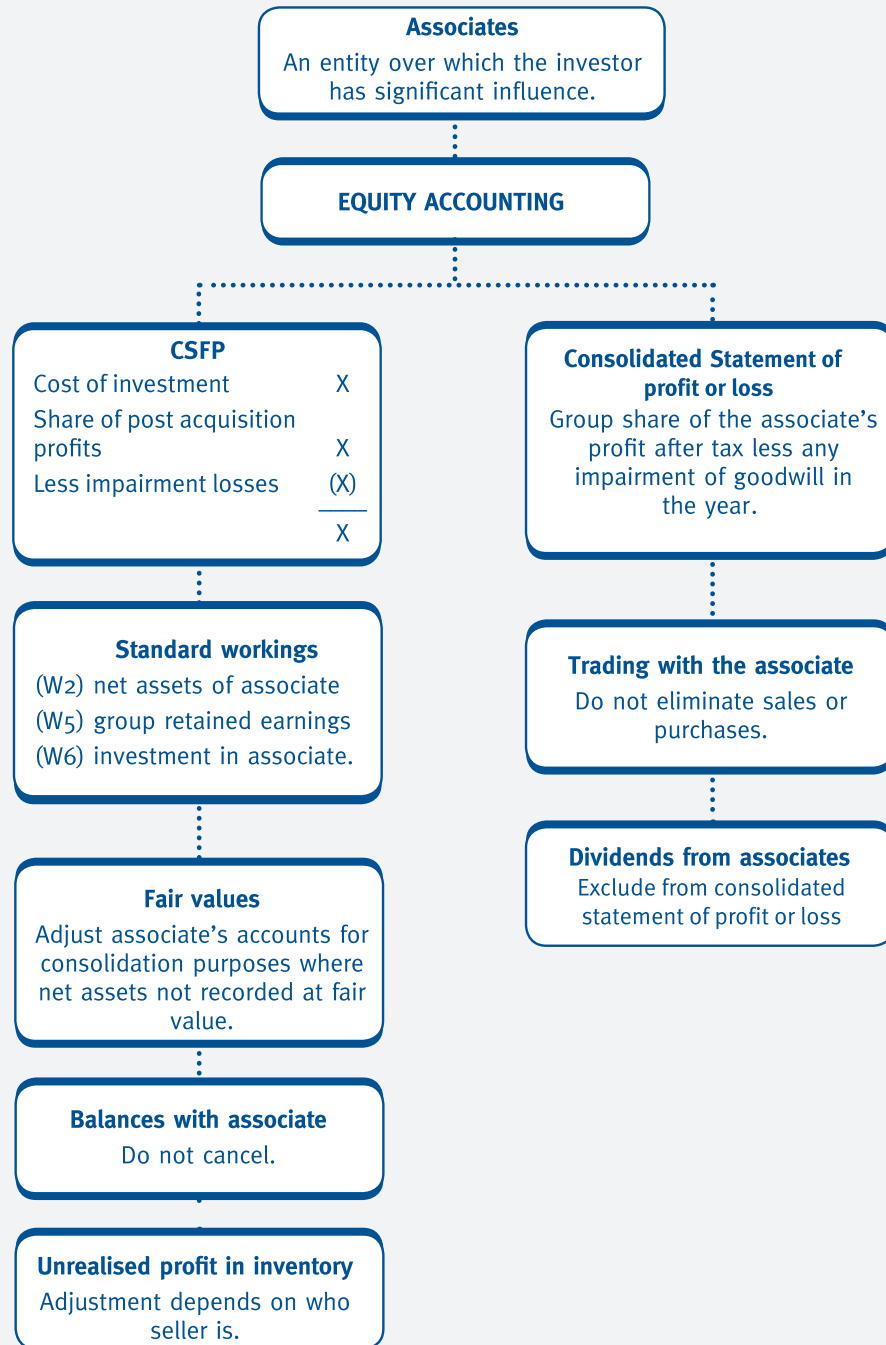 Associates
An entity over which the investor
has significant influence.
EQUITY ACCOUNTING
CSFP
Cost of investment X
Share of post acquisition
profits X
Less impairment losses (X)
X
Standard workings
(W2) net assets of associate
(W5) group retained earnings
(W6) investment in associate.
Fair values
Adjust associate's accounts for
consolidation purposes where
net assets not recorded at fair
value.
Balances with associate
Do not cancel.
Unrealised profit in inventory
Adjustment depends on who
seller is.
Consolidated Statement of
profit or loss
Group share of the associate's
profit after tax less any
impairment of goodwill in
the year.
Trading with the associate
Do not eliminate sales or
purchases.
Dividends from associates
Exclude from consolidated
statement of profit or loss